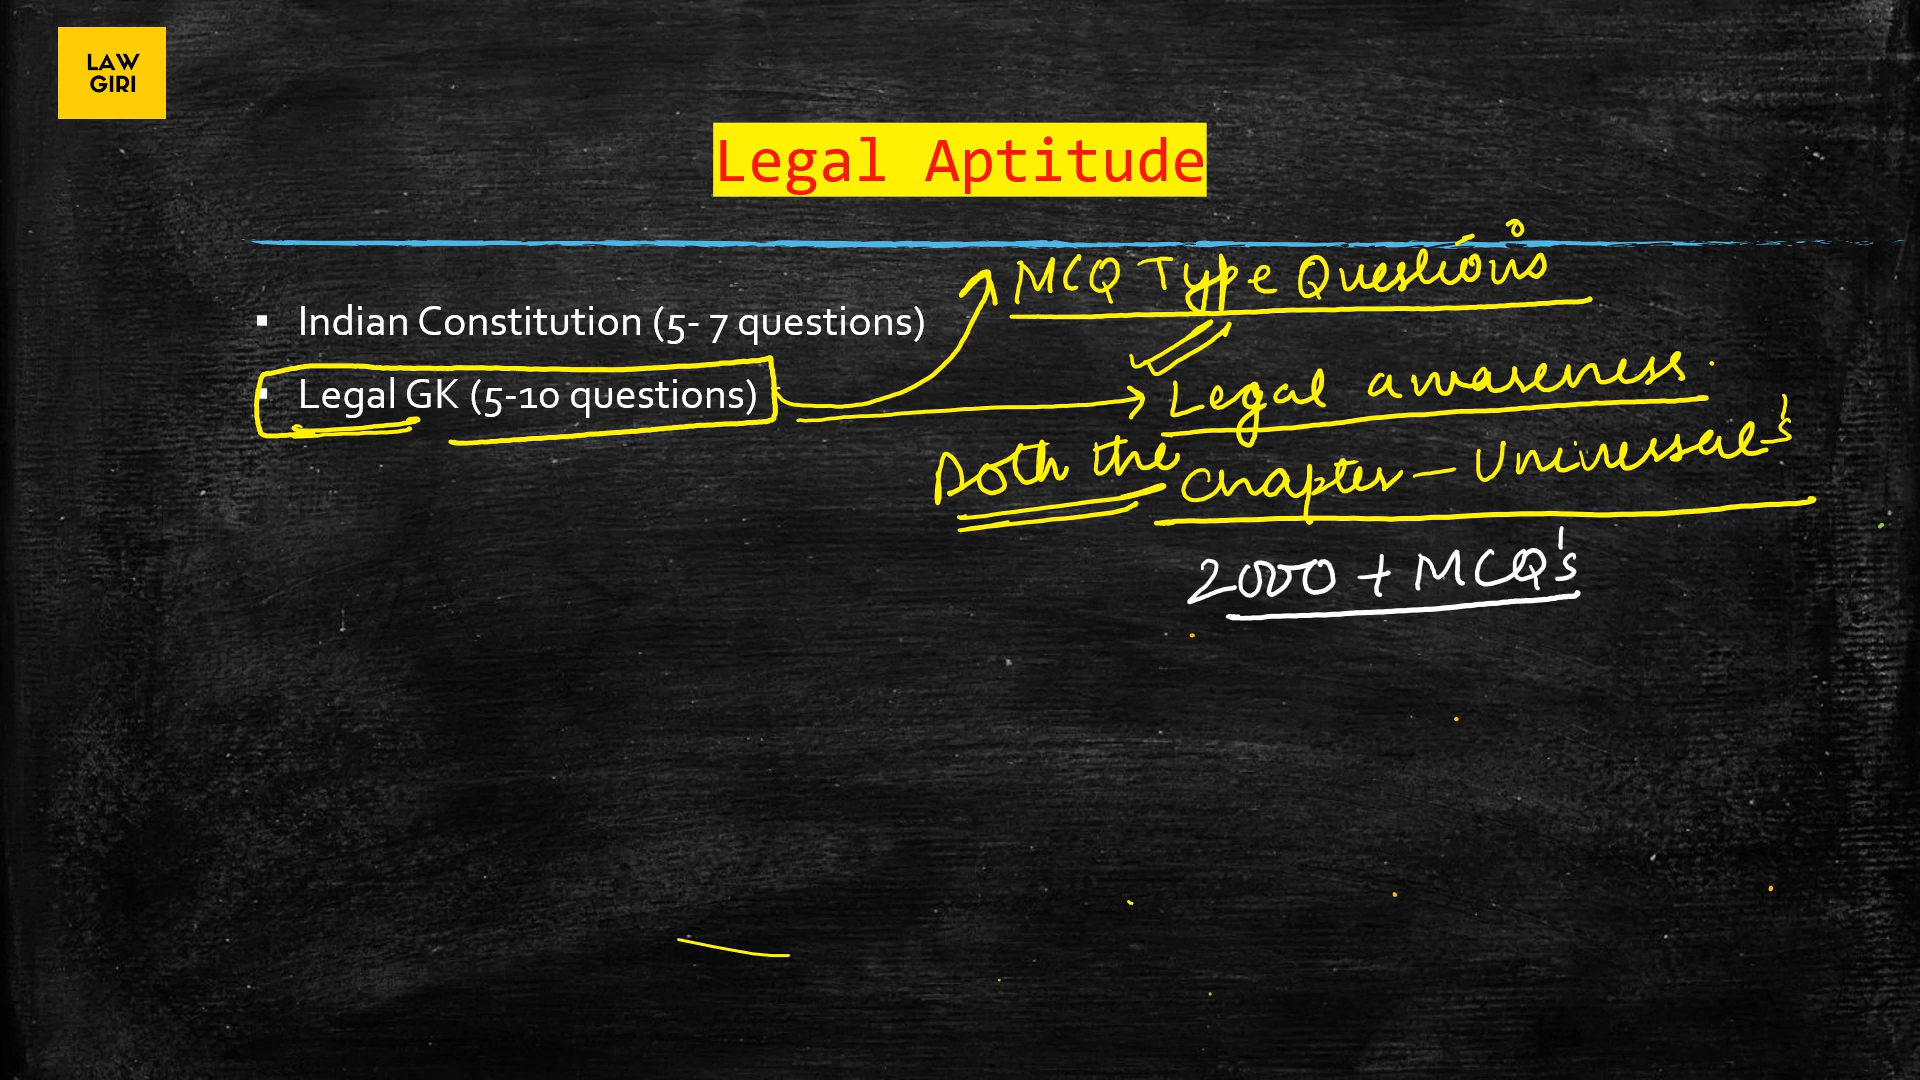 LAW
GIRI
Legal Aptitude
MCQ Type Questions
▪ Indian Constitution (5- 7 questions)
▪ Legal GK (5-10 questions)
Legal awareness.
Both the chapter – Universal's
2000 + MCQ's